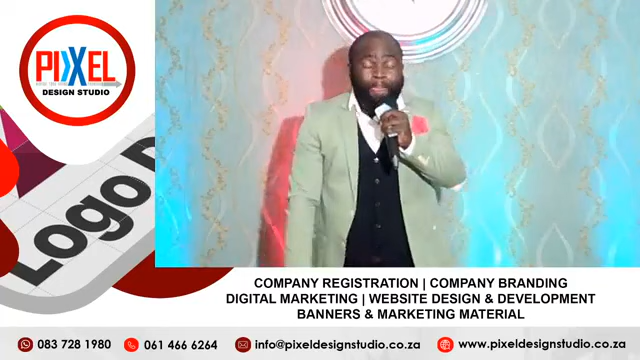 PIXXEL
DESIGN STUDIO
Logo D
COMPANY REGISTRATION | COMPANY BRANDING
DIGITAL MARKETING | WEBSITE DESIGN & DEVELOPMENT
BANNERS & MARKETING MATERIAL
083 728 1980
061 466 6264
info@pixeldesignstudio.co.za
www.pixeldesignstudio.co.za